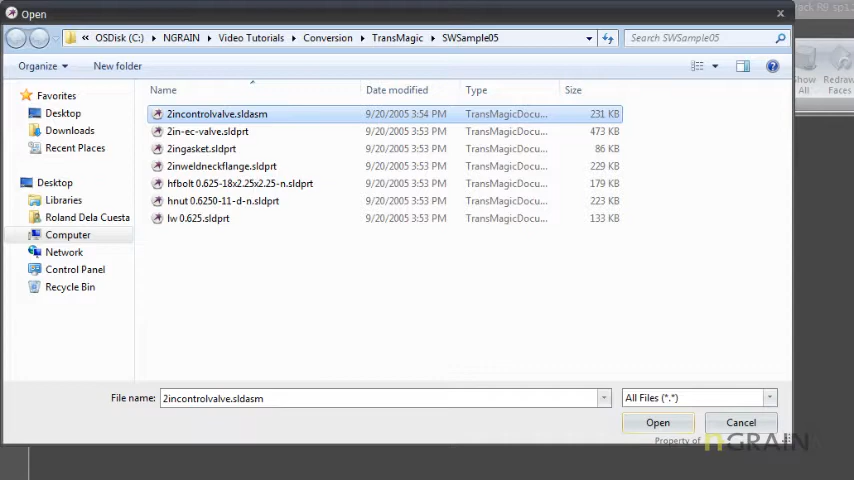 Open
« OSDisk (C:) NGRAIN Video Tutorials Conversion TransMagic SWSample05 Search SWSample05
Organize New folder
Name Date modified Type Size
Favorites
Desktop
Downloads
Recent Places
Desktop
Libraries
Roland Dela Cuesta
Computer
Network
Control Panel
Recycle Bin
2incontrolvalve.sldasm 9/20/2005 3:54 PM TransMagicDocu... 231 KB
2in-ec-valve.sldprt 9/20/2005 3:53 PM TransMagicDocu... 473 KB
2ingasket.sldprt 9/20/2005 3:53 PM TransMagicDocu... 86 KB
2inweldneckflange.sldprt 9/20/2005 3:53 PM TransMagicDocu... 229 KB
hfbolt 0.625-18x2.25x2.25-n.sldprt 9/20/2005 3:53 PM TransMagicDocu... 179 KB
hnut 0.6250-11-d-n.sldprt 9/20/2005 3:53 PM TransMagicDocu... 223 KB
lw 0.625.sldprt 9/20/2005 3:53 PM TransMagicDocu... 133 KB
File name: 2incontrolvalve.sldasm All Files (*.*)
Open Cancel
Property of nGRAIN
R9 sp1
Show
All
Redraw
Faces